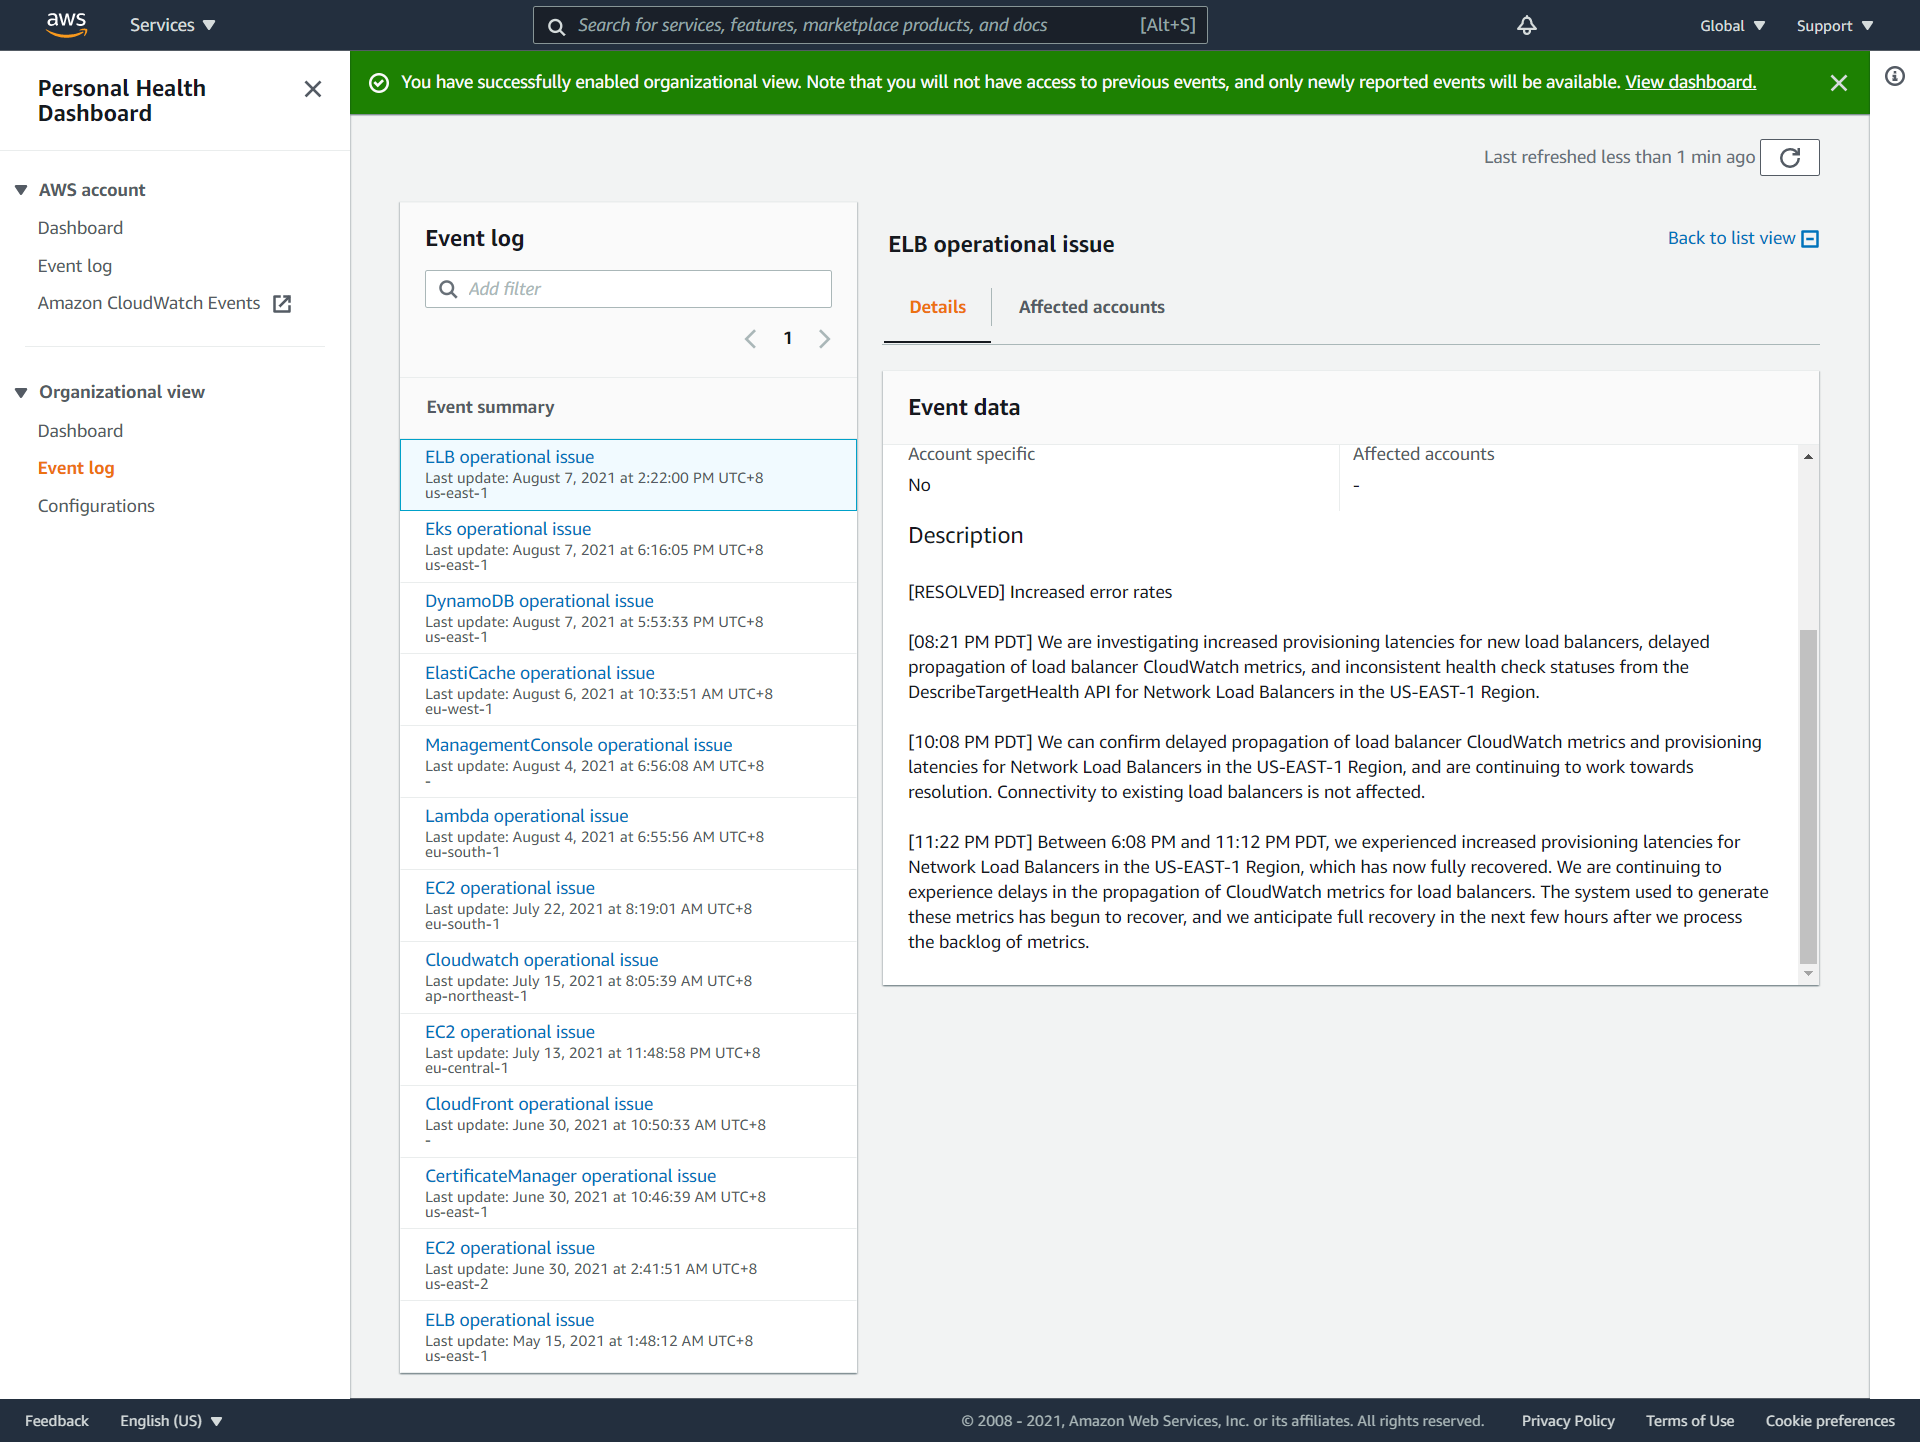 aws
Services
Search for services, features, marketplace products, and docs
[Alt+S]
Global
Support
Personal Health
Dashboard
AWS account
Dashboard
Event log
Amazon CloudWatch Events
Organizational view
Dashboard
Event log
Configurations
You have successfully enabled organizational view. Note that you will not have access to previous events, and only newly reported events will be available. View dashboard.
Last refreshed less than 1 min ago
Event log
Add filter
1
Event summary
ELB operational issue
Last update: August 7, 2021 at 2:22:00 PM UTC+8
us-east-1
Eks operational issue
Last update: August 7, 2021 at 6:16:05 PM UTC+8
us-east-1
DynamoDB operational issue
Last update: August 7, 2021 at 5:53:33 PM UTC+8
us-east-1
ElastiCache operational issue
Last update: August 6, 2021 at 10:33:51 AM UTC+8
eu-west-1
ManagementConsole operational issue
Last update: August 4, 2021 at 6:56:08 AM UTC+8
-
Lambda operational issue
Last update: August 4, 2021 at 6:55:56 AM UTC+8
eu-south-1
EC2 operational issue
Last update: July 22, 2021 at 8:19:01 AM UTC+8
eu-south-1
Cloudwatch operational issue
Last update: July 15, 2021 at 8:05:39 AM UTC+8
ap-northeast-1
EC2 operational issue
Last update: July 13, 2021 at 11:48:58 PM UTC+8
eu-central-1
CloudFront operational issue
Last update: June 30, 2021 at 10:50:33 AM UTC+8
-
CertificateManager operational issue
Last update: June 30, 2021 at 10:46:39 AM UTC+8
us-east-1
EC2 operational issue
Last update: June 30, 2021 at 2:41:51 AM UTC+8
us-east-2
ELB operational issue
Last update: May 15, 2021 at 1:48:12 AM UTC+8
us-east-1
ELB operational issue
Back to list view
Details
Affected accounts
Event data
Account specific
No
Affected accounts
-
Description
[RESOLVED] Increased error rates
[08:21 PM PDT] We are investigating increased provisioning latencies for new load balancers, delayed
propagation of load balancer CloudWatch metrics, and inconsistent health check statuses from the
DescribeTargetHealth API for Network Load Balancers in the US-EAST-1 Region.
[10:08 PM PDT] We can confirm delayed propagation of load balancer CloudWatch metrics and provisioning
latencies for Network Load Balancers in the US-EAST-1 Region, and are continuing to work towards
resolution. Connectivity to existing load balancers is not affected.
[11:22 PM PDT] Between 6:08 PM and 11:12 PM PDT, we experienced increased provisioning latencies for
Network Load Balancers in the US-EAST-1 Region, which has now fully recovered. We are continuing to
experience delays in the propagation of CloudWatch metrics for load balancers. The system used to generate
these metrics has begun to recover, and we anticipate full recovery in the next few hours after we process
the backlog of metrics.
Feedback
English (US)
© 2008 - 2021, Amazon Web Services, Inc. or its affiliates. All rights reserved.
Privacy Policy
Terms of Use
Cookie preferences